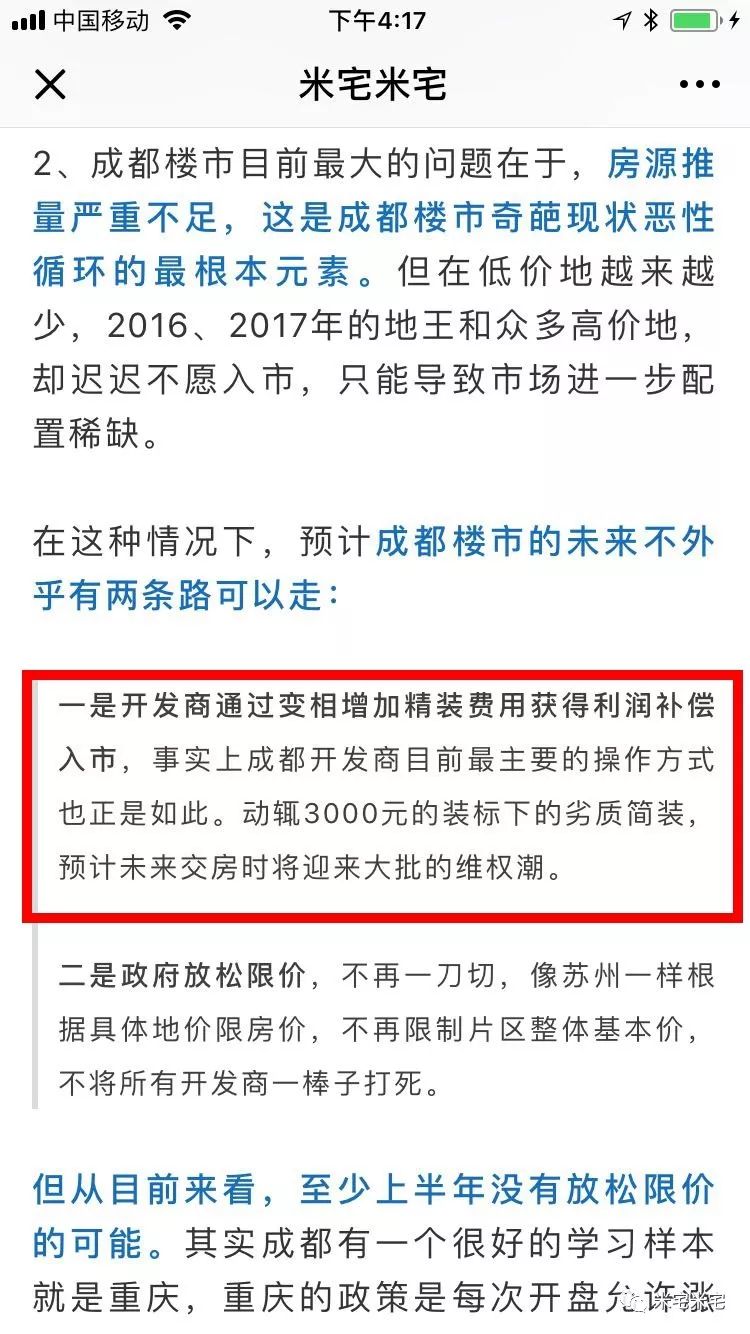 中国移动 下午4:17
米宅米宅
2、成都楼市目前最大的问题在于，房源推
量严重不足，这是成都楼市奇葩现状恶性
循环的最根本元素。但在低价地越来越
少，2016、2017年的地王和众多高价地，
却迟迟不愿入市，只能导致市场进一步配
置稀缺。
在这种情况下，预计成都楼市的未来不外
乎有两条路可以走：
一是开发商通过变相增加精装费用获得利润补偿
入市，事实上成都开发商目前最主要的操作方式
也正是如此。动辄3000元的装标下的劣质简装，
预计未来交房时将迎来大批的维权潮。
二是政府放松限价，不再一刀切，像苏州一样根
据具体地价限房价，不再限制片区整体基本价，
不将所有开发商一棒子打死。
但从目前来看，至少上半年没有放松限价
的可能。其实成都有一个很好的学习样本
就是重庆，重庆的政策是每次开盘允许涨
米宅米宅